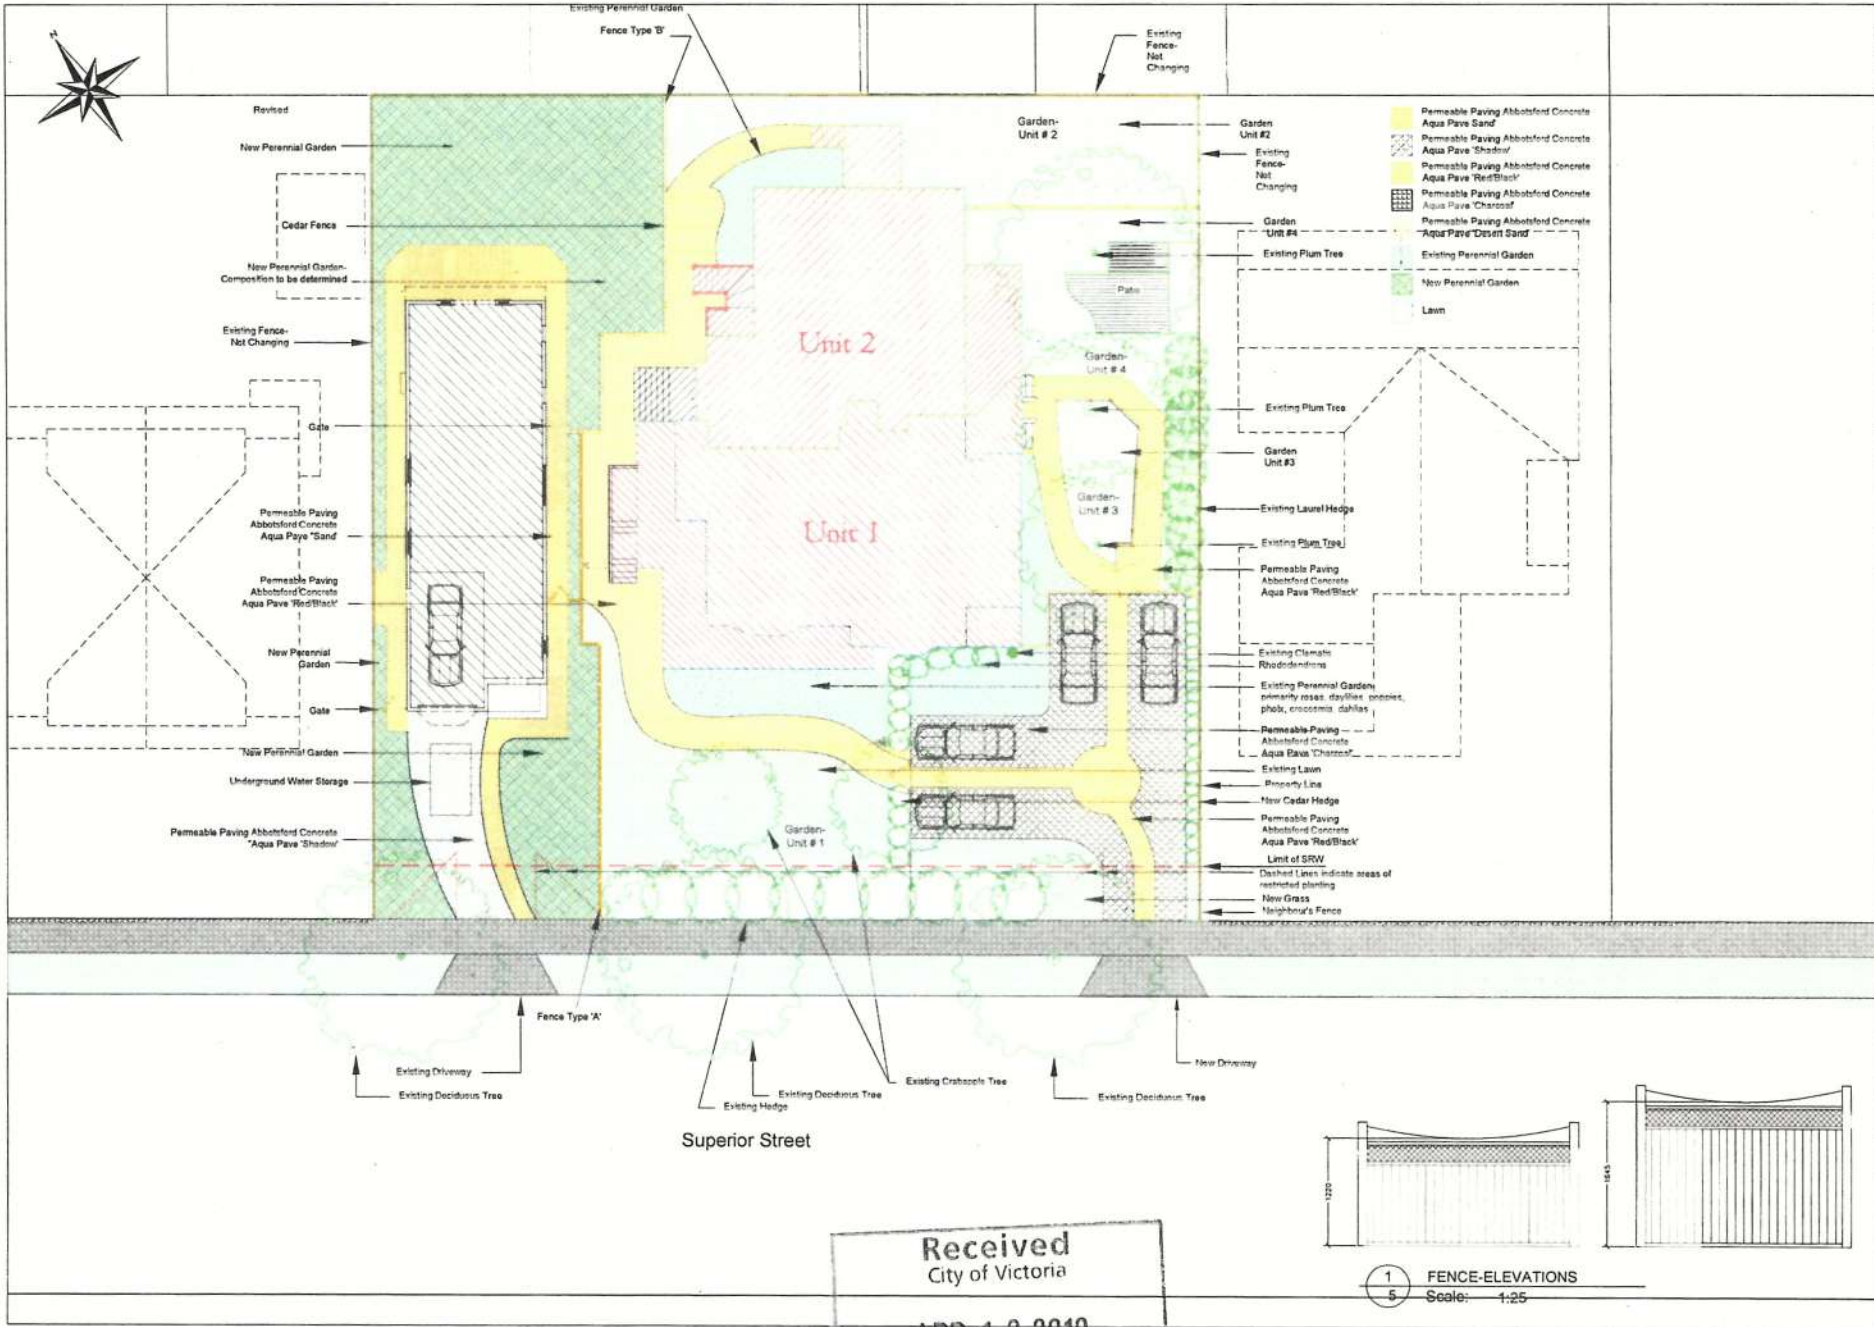 Existing Perennial Garden
Fence Type 'B'
Existing
Fence-
Not
Changing
N
Revised
New Perennial Garden
Cedar Fence
New Perennial Garden-
Composition to be determined
Existing Fence-
Not Changing
Gate
Permeable Paving
Abbotsford Concrete
Aqua Pave "Sand'
Permeable Paving
Abbotsford Concrete
Aqua Pave 'Red/Black'
New Perennial
Garden
Gate
New Perennial Garden
Underground Water Storage
Permeable Paving Abbotsford Concrete
"Aqua Pave 'Shadow'
Garden-
Unit # 2
Unit 2
Unit 1
Patio
Garden-
Unit # 4
Garden-
Unit # 3
Garden-
Unit # 1
Garden
Unit #2
Existing
Fence-
Not
Changing
Garden
Unit #4
Existing Plum Tree
Existing Plum Tree
Garden
Unit #3
Existing Laurel Hedge
Existing Plum Tree
Permeable Paving
Abbotsford Concrete
Aqua Pave 'Red/Black'
Existing Clematis
Rhododendrons
Existing Perennial Garden
primarily roses, daylilies, poppies,
phlox, crocosmia, dahlias
Permeable Paving
Abbotsford Concrete
Aqua Pave 'Charcoal'
Existing Lawn
Property Line
New Cedar Hedge
Permeable Paving
Abbotsford Concrete
Aqua Pave 'Red/Black'
Limit of SRW
Dashed Lines indicate areas of
restricted planting
New Grass
Neighbour's Fence
Permeable Paving Abbotsford Concrete
Aqua Pave Sand'
Permeable Paving Abbotsford Concrete
Aqua Pave 'Shadow'
Permeable Paving Abbotsford Concrete
Aqua Pave 'Red/Black'
Permeable Paving Abbotsford Concrete
Aqua Pave 'Charcoal'
Permeable Paving Abbotsford Concrete
Aqua Pave 'Desert Sand'
Existing Perennial Garden
New Perennial Garden
Lawn
Fence Type 'A'
Existing Driveway
Existing Deciduous Tree
Existing Hedge
Existing Deciduous Tree
Existing Crabapple Tree
Existing Deciduous Tree
New Driveway
Superior Street
1220
1645
1
5
FENCE-ELEVATIONS
Scale: 1:25
Received
City of Victoria